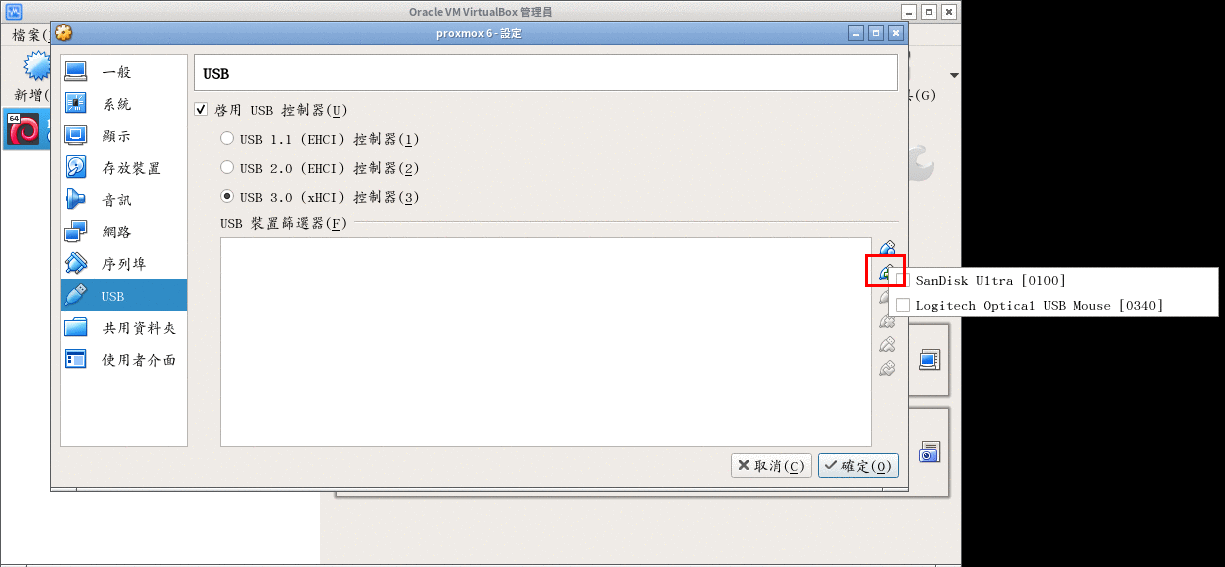 Oracle VM VirtualBox 管理員
proxmox 6 - 設定
檔案(
新增(
64
(G)
一般
系統
顯示
存放裝置
音訊
網路
序列埠
USB
共用資料夾
使用者介面
USB
啓用 USB 控制器(U)
USB 1.1 (EHCI) 控制器(1)
USB 2.0 (EHCI) 控制器(2)
USB 3.0 (xHCI) 控制器(3)
USB 裝置篩選器(F)
SanDisk Ultra [0100]
Logitech Optical USB Mouse [0340]
取消(C)
確定(O)